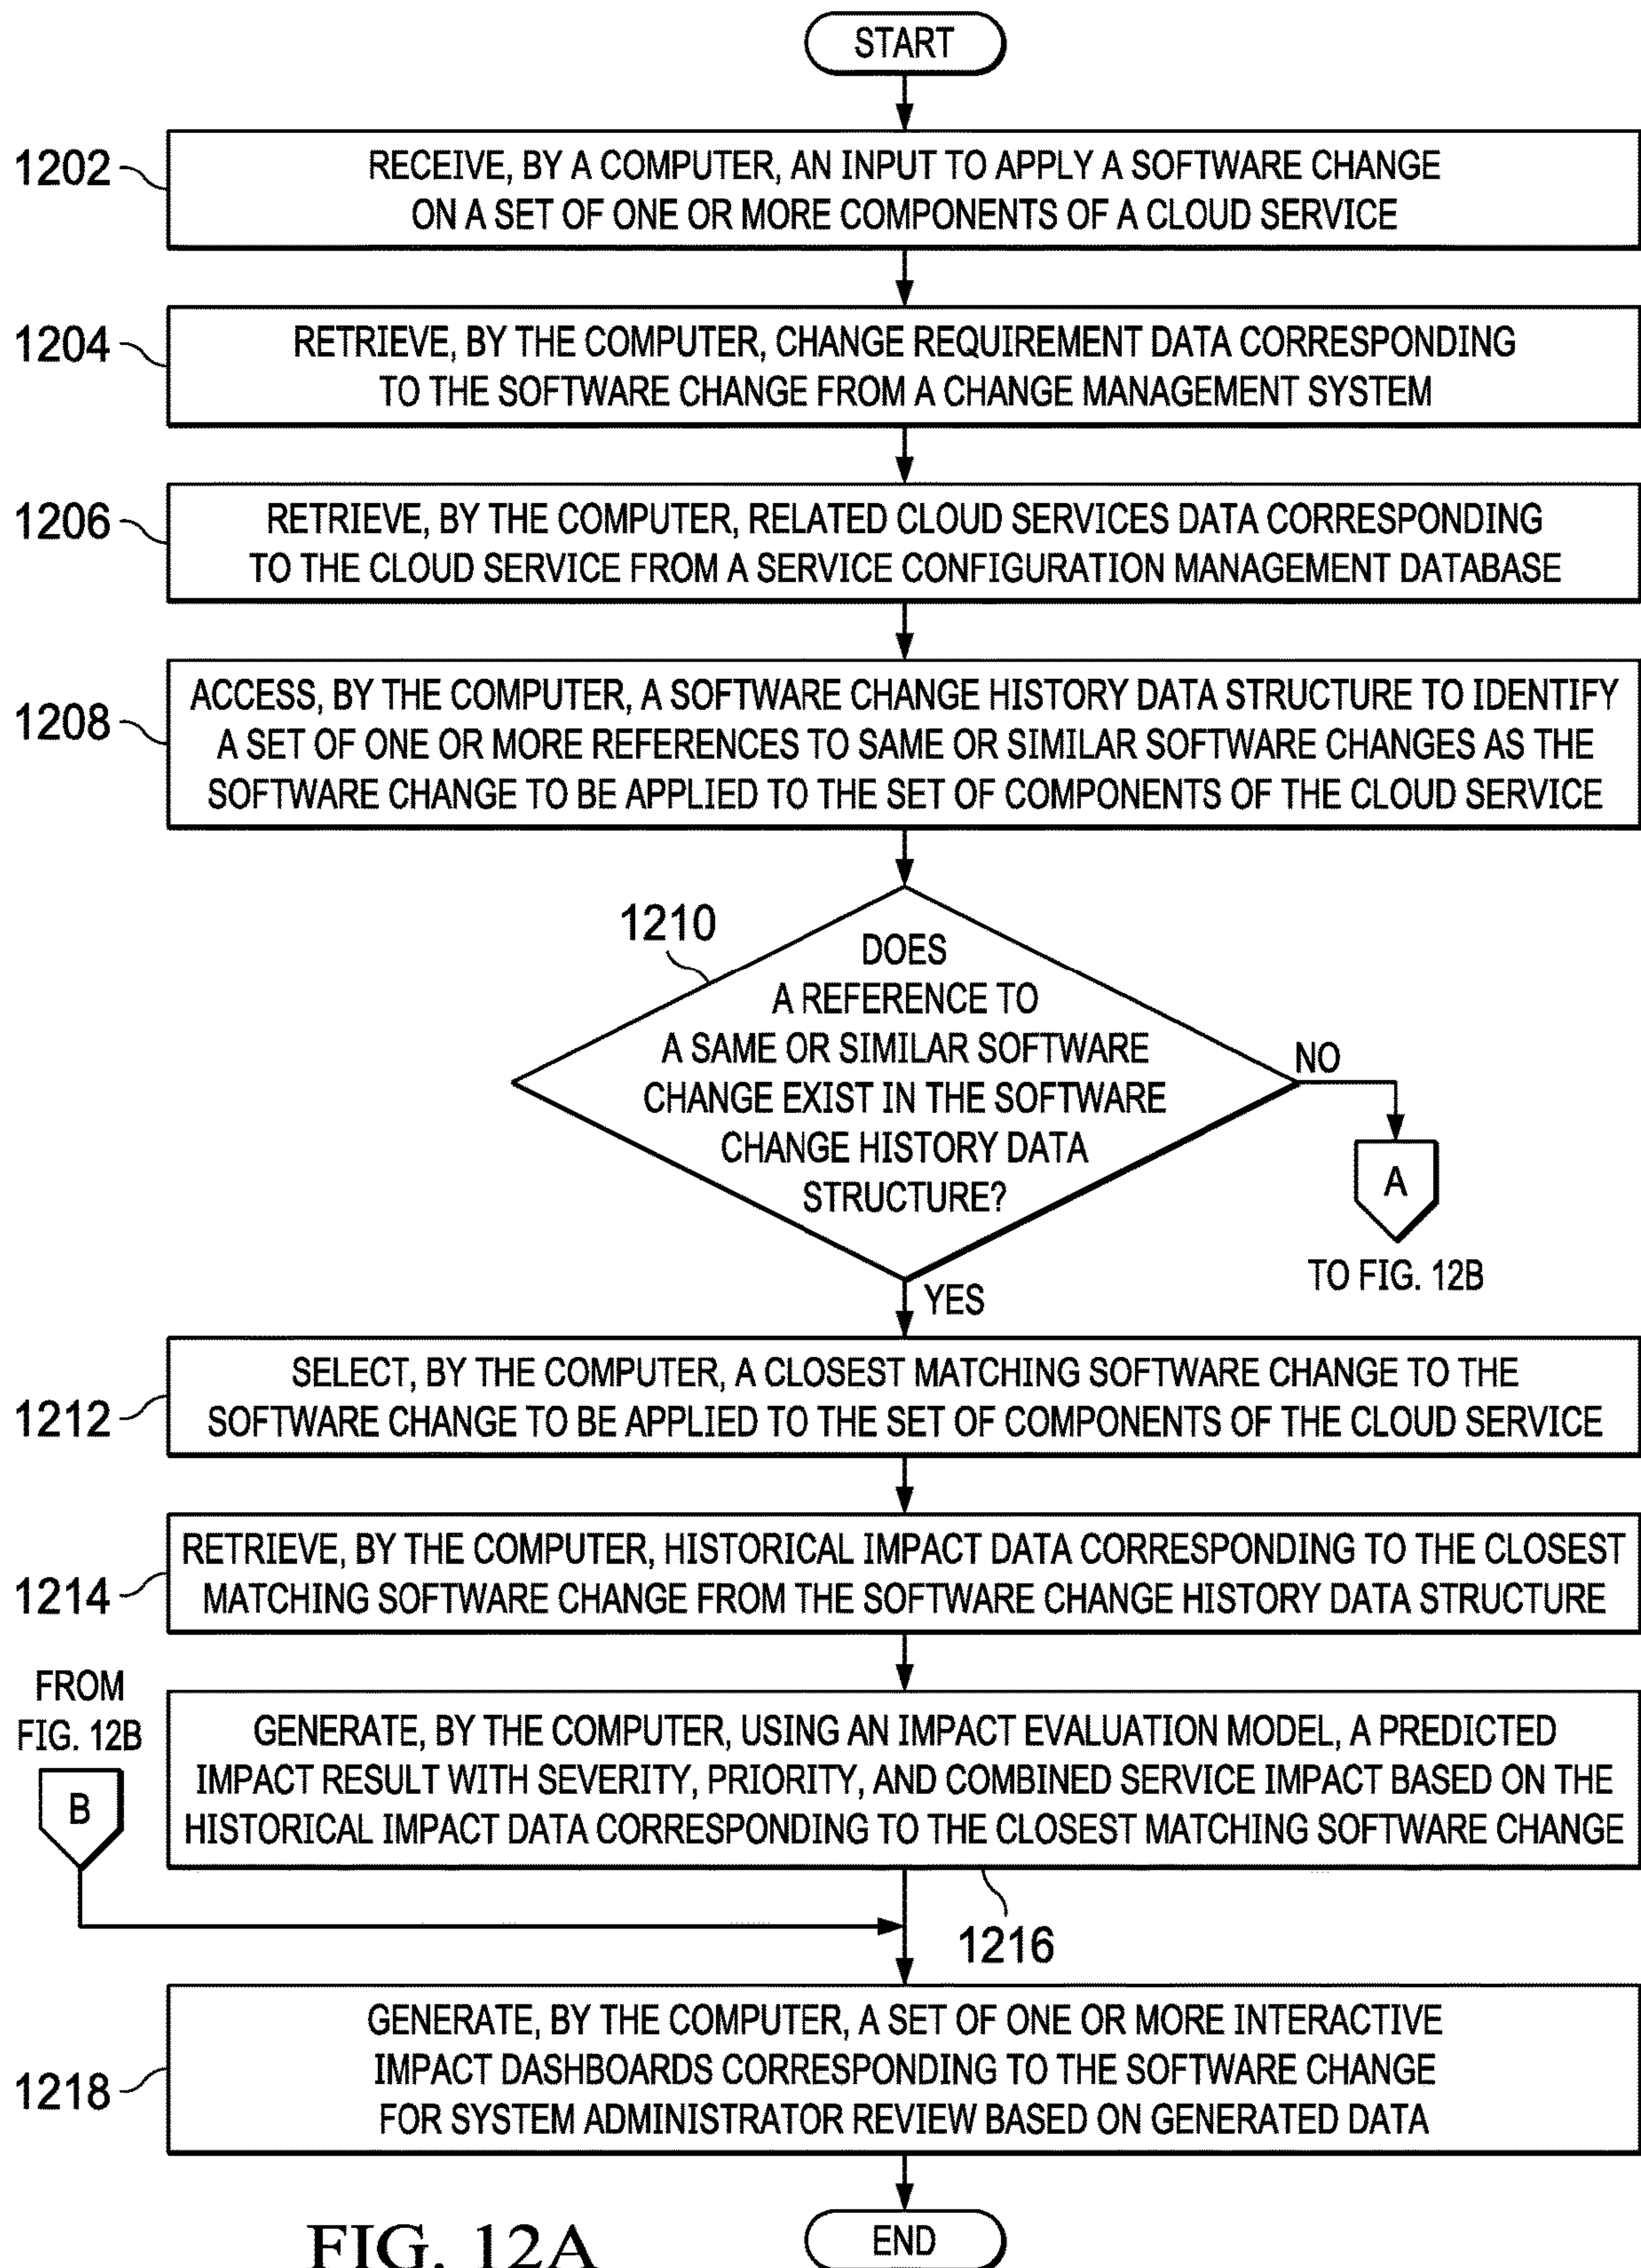 START
1202
RECEIVE, BY A COMPUTER, AN INPUT TO APPLY A SOFTWARE CHANGE
ON A SET OF ONE OR MORE COMPONENTS OF A CLOUD SERVICE
1204
RETRIEVE, BY THE COMPUTER, CHANGE REQUIREMENT DATA CORRESPONDING
TO THE SOFTWARE CHANGE FROM A CHANGE MANAGEMENT SYSTEM
1206
RETRIEVE, BY THE COMPUTER, RELATED CLOUD SERVICES DATA CORRESPONDING
TO THE CLOUD SERVICE FROM A SERVICE CONFIGURATION MANAGEMENT DATABASE
1208
ACCESS, BY THE COMPUTER, A SOFTWARE CHANGE HISTORY DATA STRUCTURE TO IDENTIFY
A SET OF ONE OR MORE REFERENCES TO SAME OR SIMILAR SOFTWARE CHANGES AS THE
SOFTWARE CHANGE TO BE APPLIED TO THE SET OF COMPONENTS OF THE CLOUD SERVICE
1210
DOES
A REFERENCE TO
A SAME OR SIMILAR SOFTWARE
CHANGE EXIST IN THE SOFTWARE
CHANGE HISTORY DATA
STRUCTURE?
NO
A
TO FIG. 12B
YES
1212
SELECT, BY THE COMPUTER, A CLOSEST MATCHING SOFTWARE CHANGE TO THE
SOFTWARE CHANGE TO BE APPLIED TO THE SET OF COMPONENTS OF THE CLOUD SERVICE
1214
RETRIEVE, BY THE COMPUTER, HISTORICAL IMPACT DATA CORRESPONDING TO THE CLOSEST
MATCHING SOFTWARE CHANGE FROM THE SOFTWARE CHANGE HISTORY DATA STRUCTURE
FROM
FIG. 12B
B
GENERATE, BY THE COMPUTER, USING AN IMPACT EVALUATION MODEL, A PREDICTED
IMPACT RESULT WITH SEVERITY, PRIORITY, AND COMBINED SERVICE IMPACT BASED ON THE
HISTORICAL IMPACT DATA CORRESPONDING TO THE CLOSEST MATCHING SOFTWARE CHANGE
1216
1218
GENERATE, BY THE COMPUTER, A SET OF ONE OR MORE INTERACTIVE
IMPACT DASHBOARDS CORRESPONDING TO THE SOFTWARE CHANGE
FOR SYSTEM ADMINISTRATOR REVIEW BASED ON GENERATED DATA
END
FIG. 12A